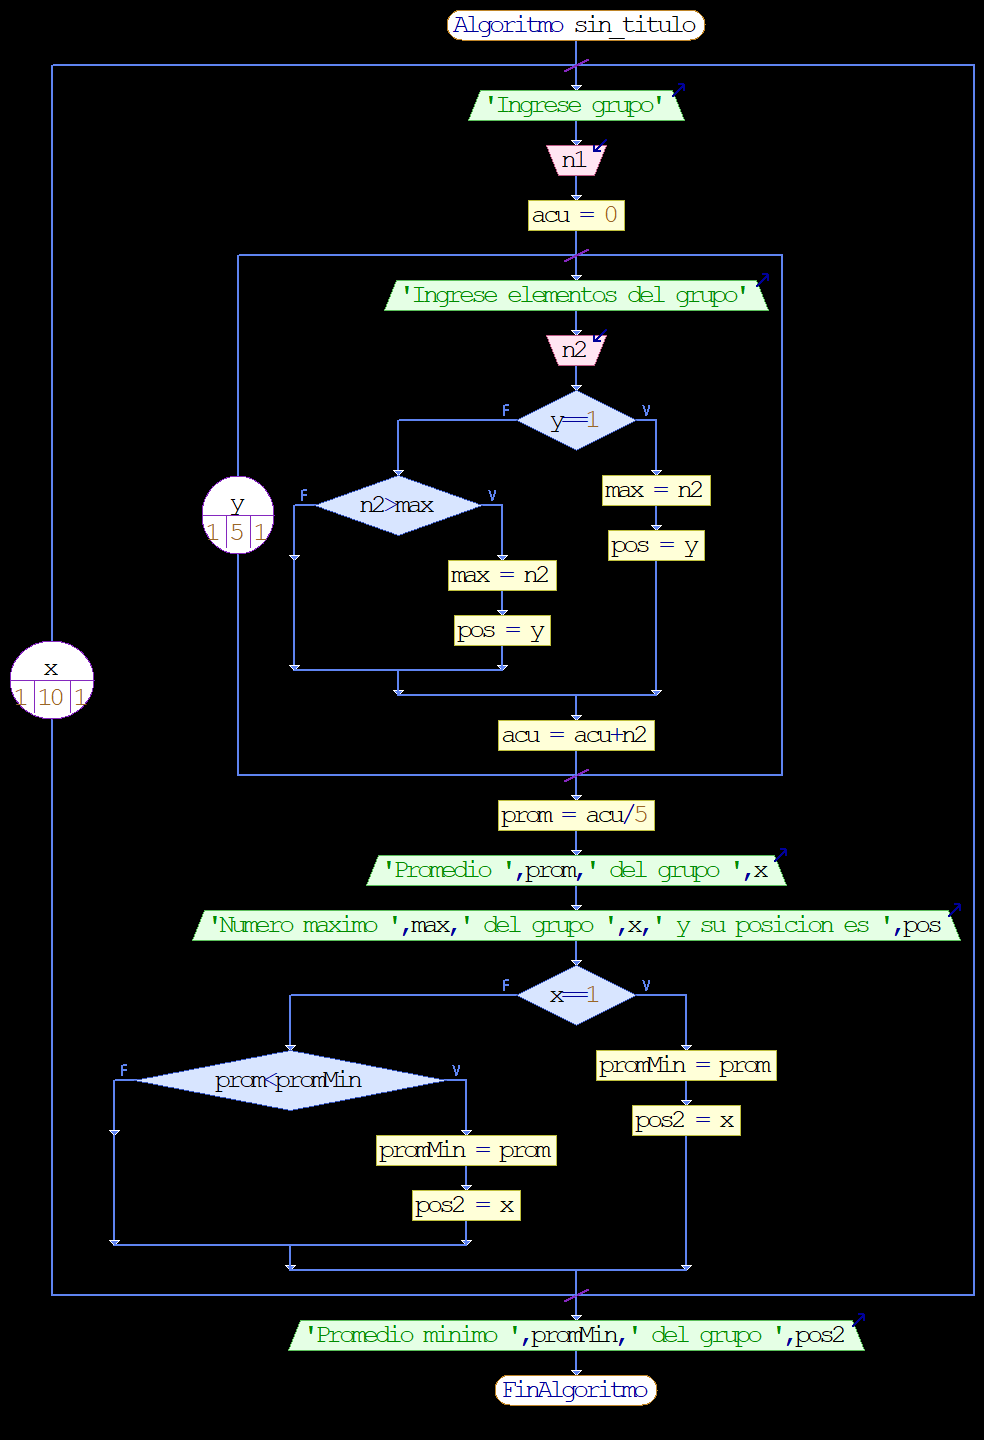 Algoritmo sin_titulo
'Ingrese grupo'
n1
acu = 0
'Ingrese elementos del grupo'
n2
F
y==1
V
y
1 5 1
F
n2>max
V
max = n2
pos = y
max = n2
pos = y
acu = acu+n2
x
1 10 1
prom = acu/5
'Promedio ',prom,' del grupo ',x
'Numero maximo ',max,' del grupo ',x,' y su posicion es ',pos
F
x==1
V
F
prom<promMin
V
promMin = prom
pos2 = x
promMin = prom
pos2 = x
'Promedio minimo ',promMin,' del grupo ',pos2
FinAlgoritmo